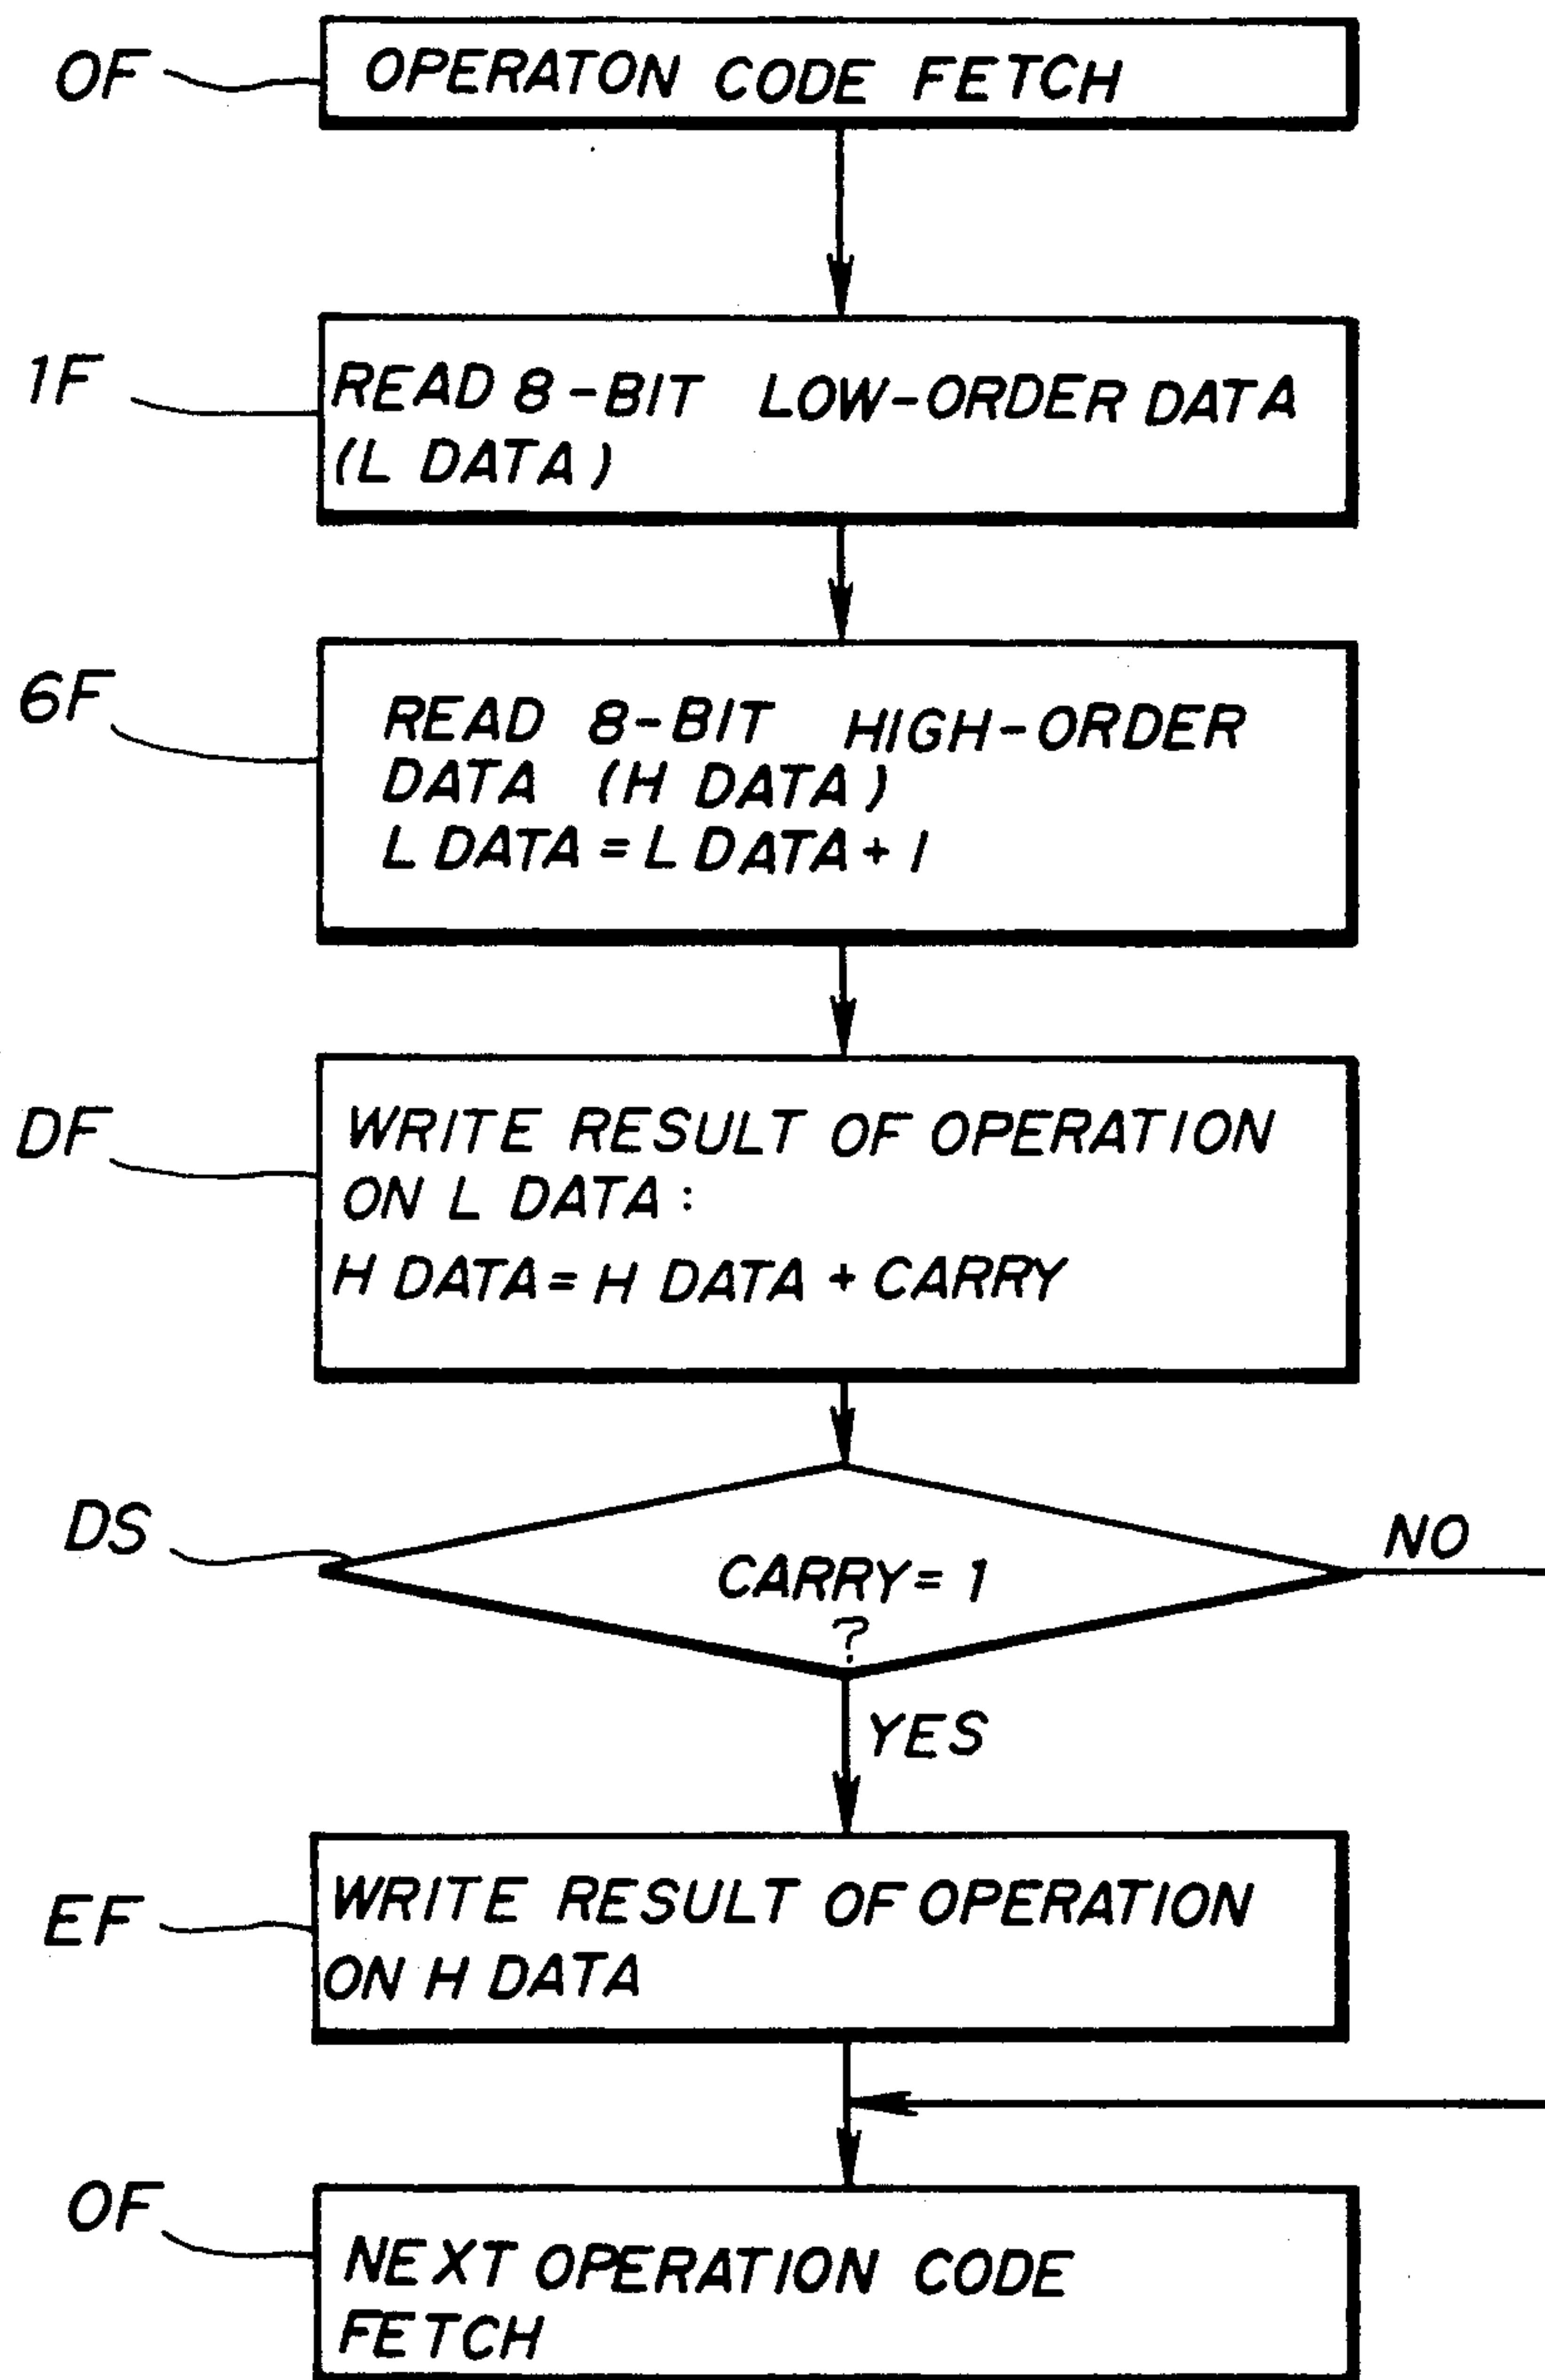 OF
OPERATON CODE FETCH
1F
READ 8-BIT LOW-ORDER DATA
(L DATA)
6F
READ 8-BIT HIGH-ORDER
DATA (H DATA)
L DATA = L DATA + 1
DF
WRITE RESULT OF OPERATION
ON L DATA :
H DATA = H DATA + CARRY
DS
CARRY = 1
?
NO
YES
EF
WRITE RESULT OF OPERATION
ON H DATA
OF
NEXT OPERATION CODE
FETCH